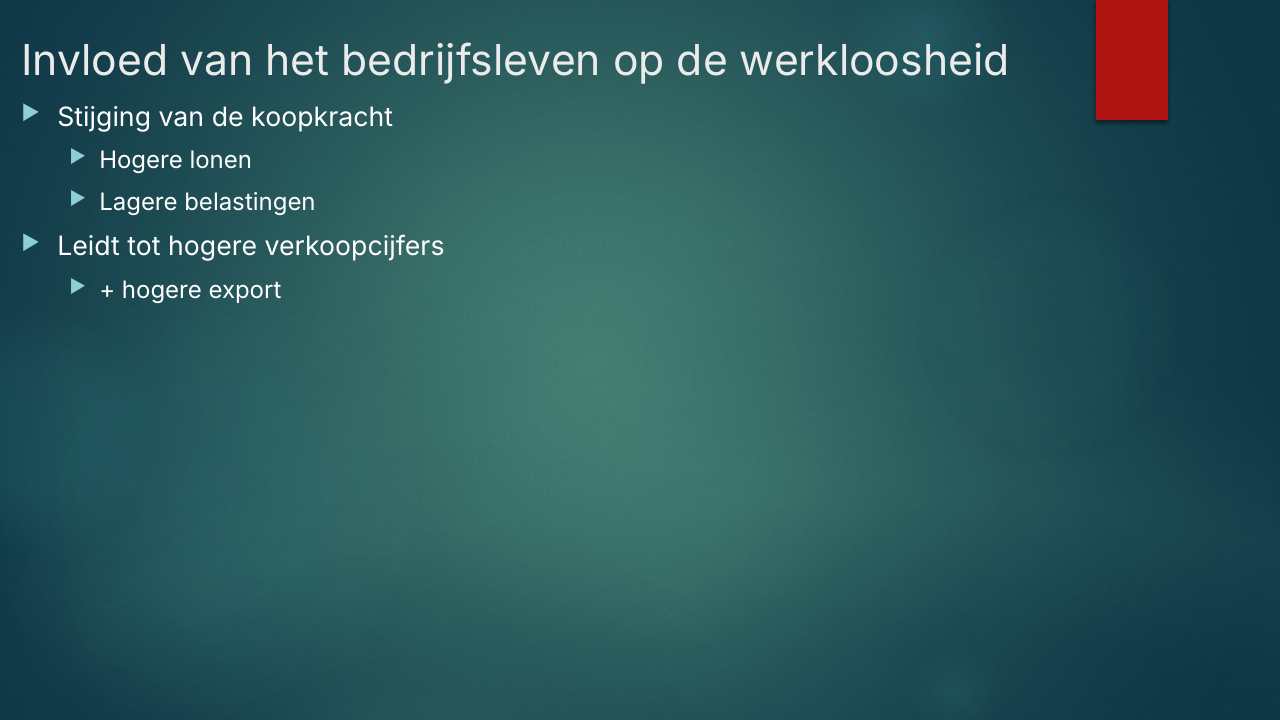 Invloed van het bedrijfsleven op de werkloosheid
Stijging van de koopkracht
Hogere lonen
Lagere belastingen
Leidt tot hogere verkoopcijfers
+ hogere export